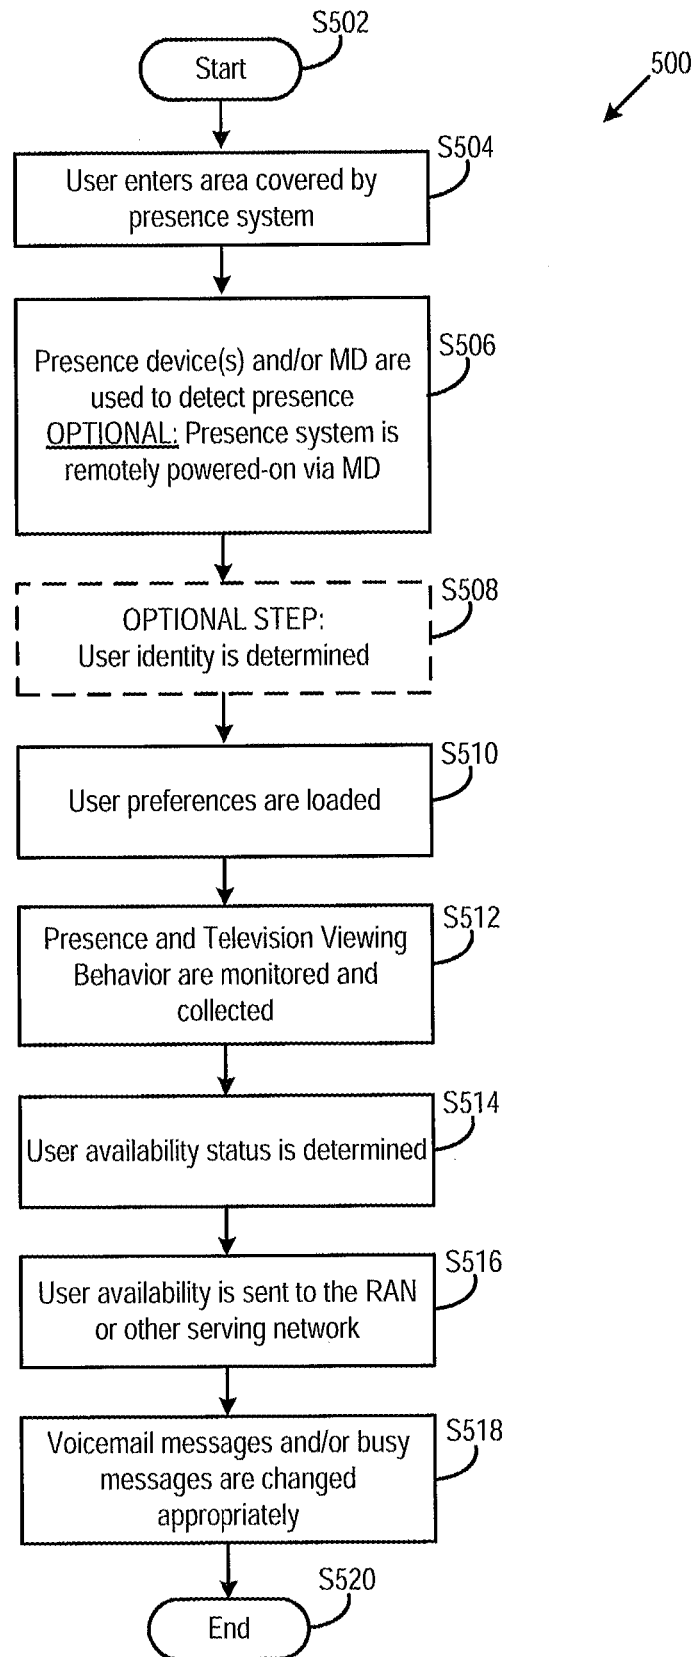 S502
Start
500
S504
User enters area covered by
presence system
S506
Presence device(s) and/or MD are
used to detect presence
OPTIONAL: Presence system is
remotely powered-on via MD
S508
OPTIONAL STEP:
User identity is determined
S510
User preferences are loaded
S512
Presence and Television Viewing
Behavior are monitored and
collected
S514
User availability status is determined
S516
User availability is sent to the RAN
or other serving network
S518
Voicemail messages and/or busy
messages are changed
appropriately
S520
End